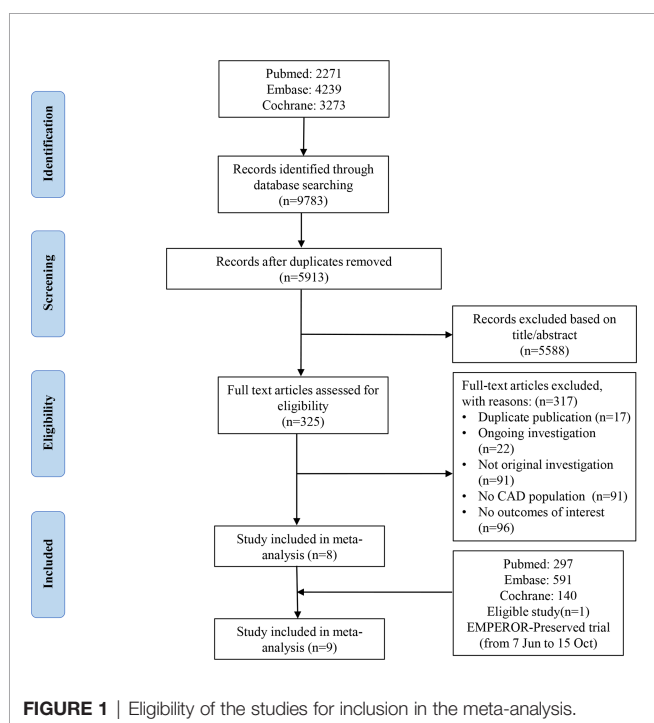 Identification
Pubmed: 2271
Embase: 4239
Cochrane: 3273
Records identified through
database searching
(n=9783)
Screening
Records after duplicates removed
(n=5913)
Records excluded based on
title/abstract
(n=5588)
Eligibility
Full text articles assessed for
eligibility
(n=325)
Full-text articles excluded,
with reasons: (n=317)
• Duplicate publication (n=17)
• Ongoing investigation
(n=22)
• Not original investigation
(n=91)
• No CAD population (n=91)
• No outcomes of interest
(n=96)
Included
Study included in meta-
analysis (n=8)
Pubmed: 297
Embase: 591
Cochrane: 140
Eligible study(n=1)
EMPEROR-Preserved trial
(from 7 Jun to 15 Oct)
Study included in meta-
analysis (n=9)
FIGURE 1 | Eligibility of the studies for inclusion in the meta-analysis.